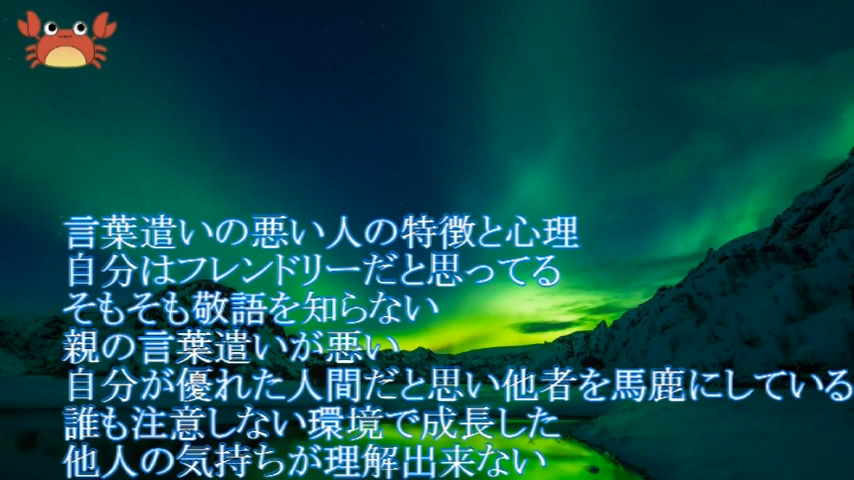 言葉遣いの悪い人の特徴と心理
自分はフレンドリーだと思ってる
そもそも敬語を知らない
親の言葉遣いが悪い
自分が優れた人間だと思い他者を馬鹿にしている
誰も注意しない環境で成長した
他人の気持ちが理解出来ない